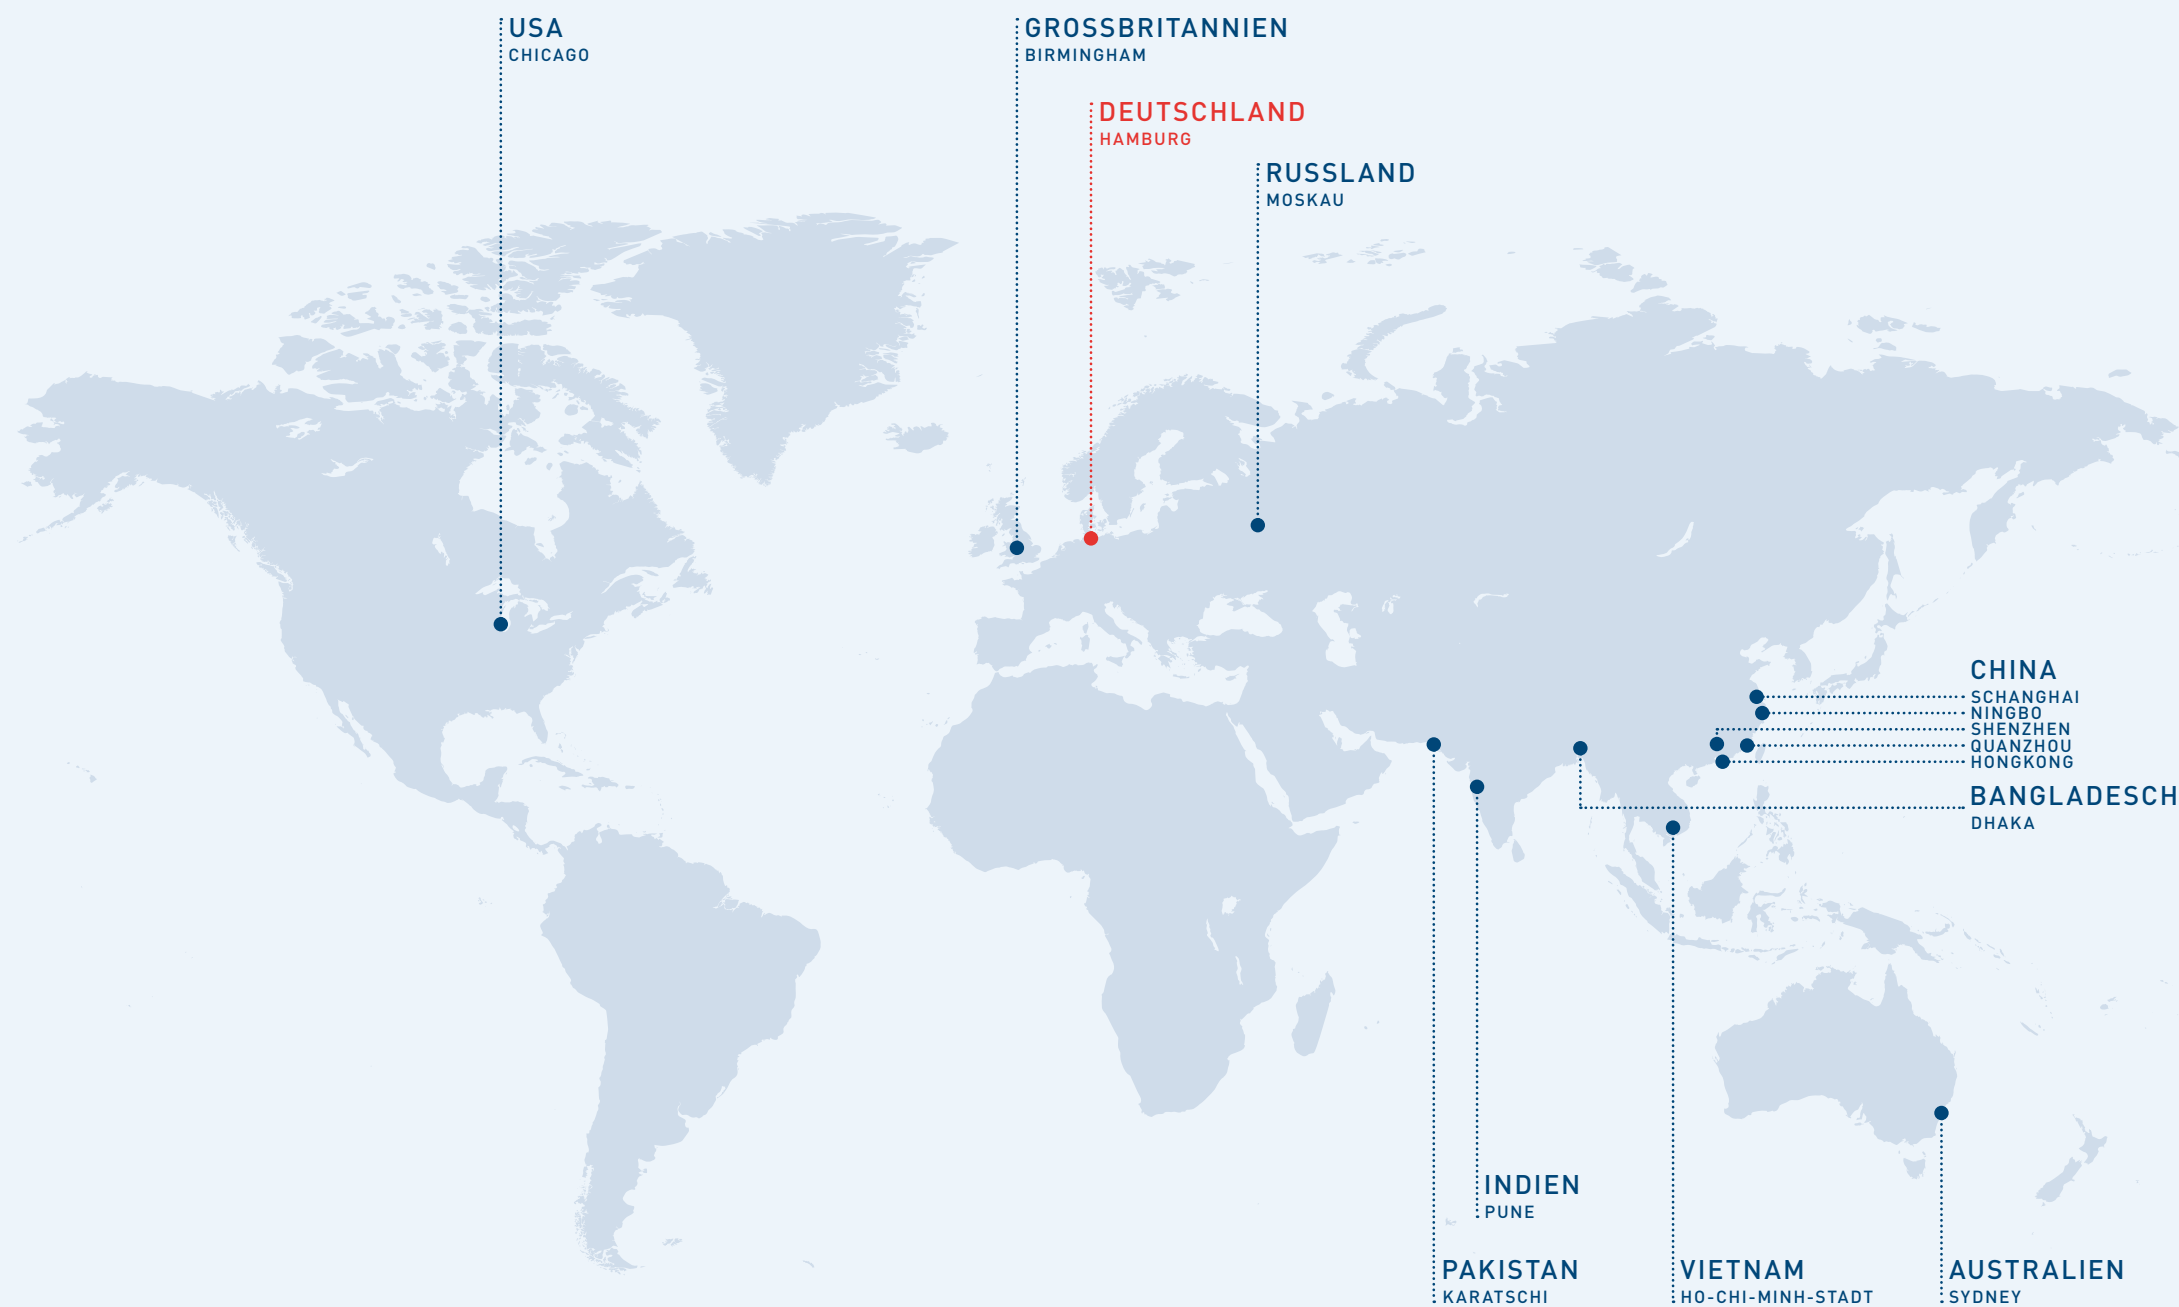 USA
CHICAGO
GROSSBRITANNIEN
BIRMINGHAM
DEUTSCHLAND
HAMBURG
RUSSLAND
MOSKAU
CHINA
SCHANGHAI
NINGBO
SHENZHEN
QUANZHOU
HONGKONG
BANGLADESCH
DHAKA
INDIEN
PUNE
PAKISTAN
KARATSCHI
VIETNAM
HO-CHI-MINH-STADT
AUSTRALIEN
SYDNEY